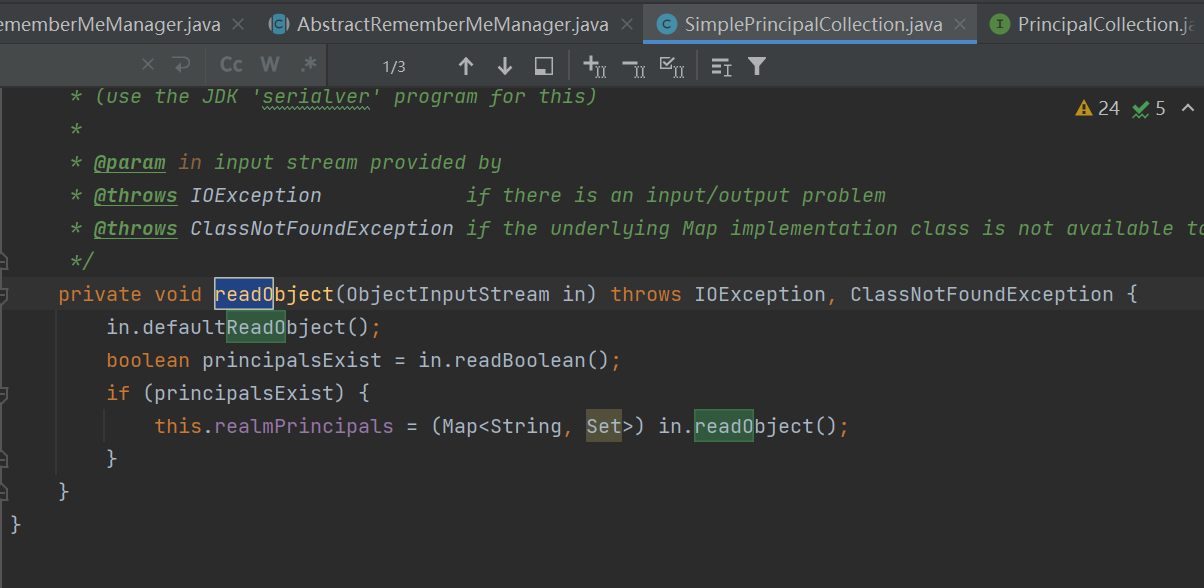 ememberMeManager.java × AbstractRememberMeManager.java × SimplePrincipalCollection.java × PrincipalCollection.ja
Cc W .* 1/3
* (use the JDK 'serialver' program for this)
24 5
*
* @param in input stream provided by
* @throws IOException if there is an input/output problem
* @throws ClassNotFoundException if the underlying Map implementation class is not available to
*/
private void readObject(ObjectInputStream in) throws IOException, ClassNotFoundException {
in.defaultReadObject();
boolean principalsExist = in.readBoolean();
if (principalsExist) {
this.realmPrincipals = (Map<String, Set>) in.readObject();
}
}
}